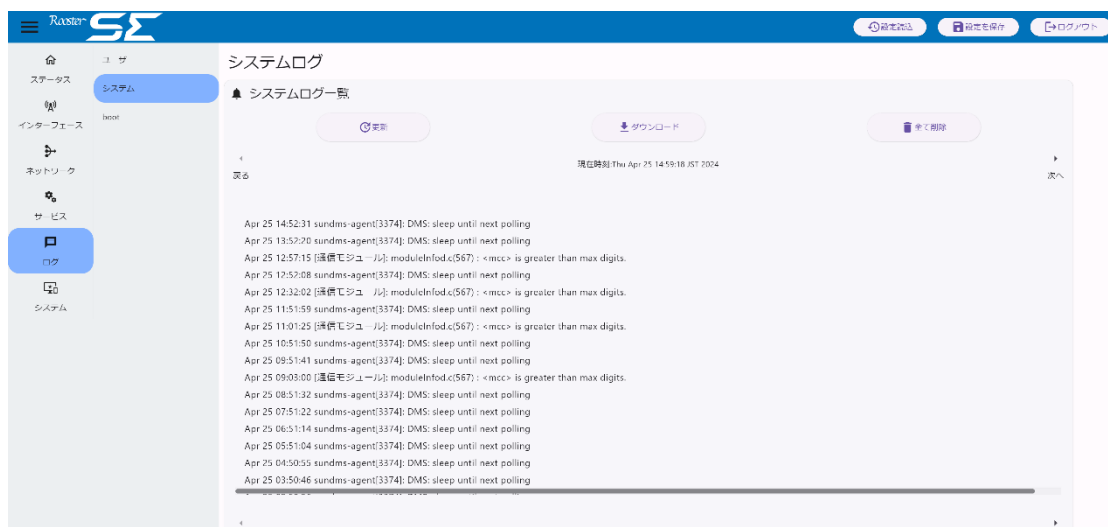 Rooster SE
設定読込
設定を保存
ログアウト
ステータス
インターフェース
ネットワーク
サービス
ログ
システム
ユーザ
システム
boot
システムログ
システムログ一覧
更新
ダウンロード
全て削除
戻る
現在時刻:Thu Apr 25 14:59:18 JST 2024
次へ
Apr 25 14:52:31 sundms-agent[3374]: DMS: sleep until next polling
Apr 25 13:52:20 sundms-agent[3374]: DMS: sleep until next polling
Apr 25 12:57:15 [通信モジュール]: moduleInfod.c(567) : <mcc> is greater than max digits.
Apr 25 12:52:08 sundms-agent[3374]: DMS: sleep until next polling
Apr 25 12:32:02 [通信モジュール]: moduleInfod.c(567) : <mcc> is greater than max digits.
Apr 25 11:51:59 sundms-agent[3374]: DMS: sleep until next polling
Apr 25 11:01:25 [通信モジュール]: moduleInfod.c(567) : <mcc> is greater than max digits.
Apr 25 10:51:50 sundms-agent[3374]: DMS: sleep until next polling
Apr 25 09:51:41 sundms-agent[3374]: DMS: sleep until next polling
Apr 25 09:03:00 [通信モジュール]: moduleInfod.c(567) : <mcc> is greater than max digits.
Apr 25 08:51:32 sundms-agent[3374]: DMS: sleep until next polling
Apr 25 07:51:22 sundms-agent[3374]: DMS: sleep until next polling
Apr 25 06:51:14 sundms-agent[3374]: DMS: sleep until next polling
Apr 25 05:51:04 sundms-agent[3374]: DMS: sleep until next polling
Apr 25 04:50:55 sundms-agent[3374]: DMS: sleep until next polling
Apr 25 03:50:46 sundms-agent[3374]: DMS: sleep until next polling